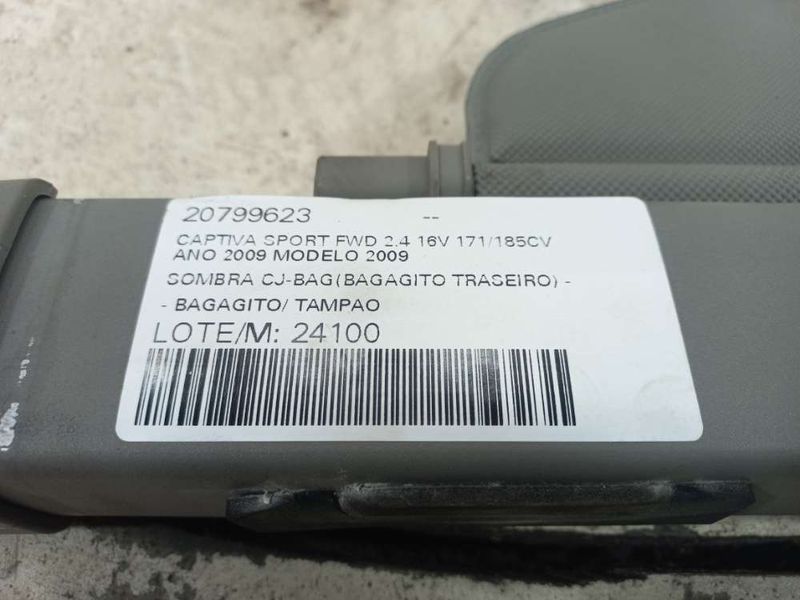 20799623 --
CAPTIVA SPORT FWD 2.4 16V 171/185CV
ANO 2009 MODELO 2009
SOMBRA CJ-BAG(BAGAGITO TRASEIRO) -
- BAGAGITO/ TAMPAO
LOTE/M: 24100